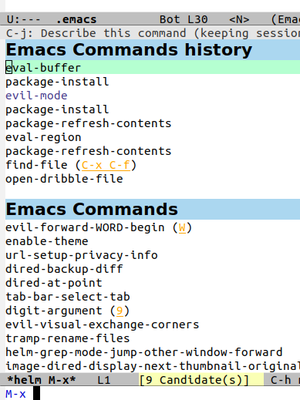 U:--- .emacs Bot L30 <N> (Emac
C-j: Describe this command (keeping session
Emacs Commands history
eval-buffer
package-install
evil-mode
package-install
package-refresh-contents
eval-region
package-refresh-contents
find-file (C-x C-f)
open-dribble-file
Emacs Commands
evil-forward-WORD-begin (W)
enable-theme
url-setup-privacy-info
dired-backup-diff
dired-at-point
tab-bar-select-tab
digit-argument (9)
evil-visual-exchange-corners
tramp-rename-files
helm-grep-mode-jump-other-window-forward
image-dired-display-next-thumbnail-original
*helm M-x* L1 [9 Candidate(s)] C-h m
M-x